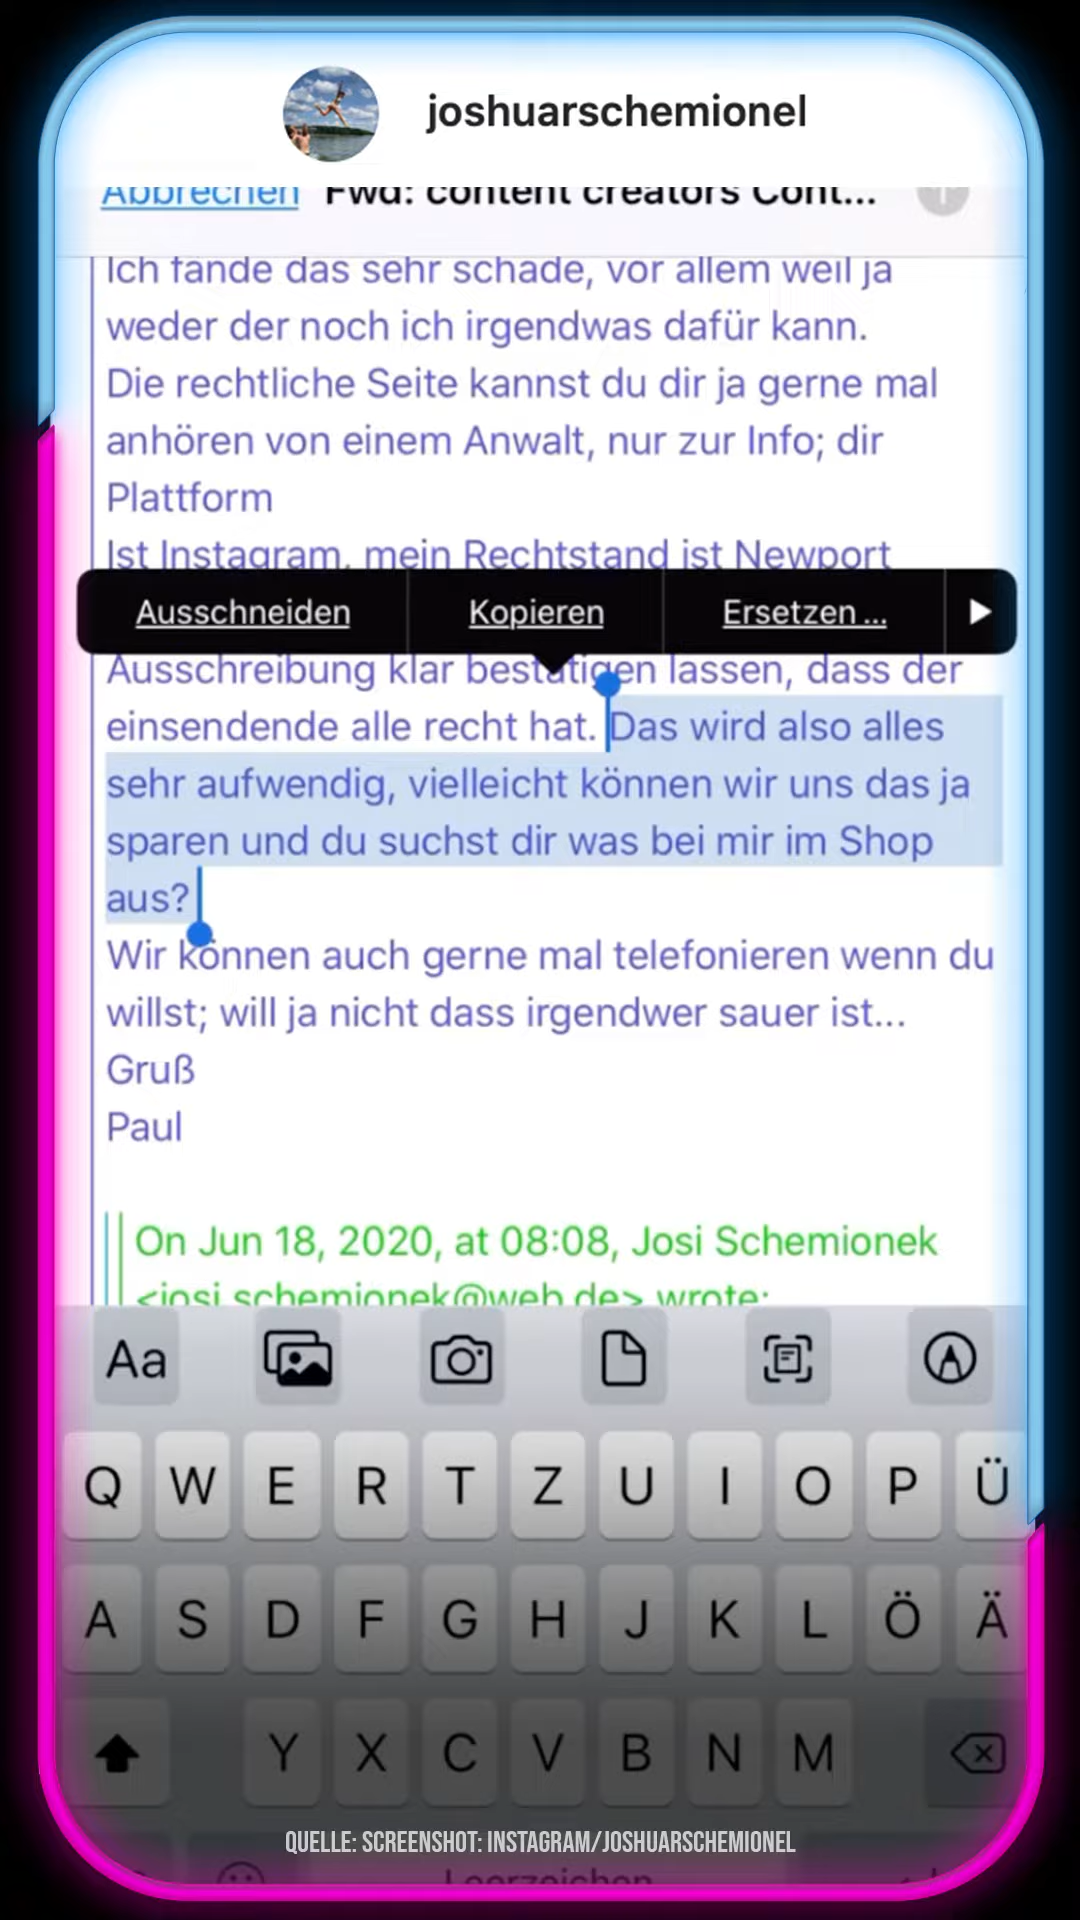 joshuarschemionel
Abbrechen Fwd: content creators Cont...
Ich fände das sehr schade, vor allem weil ja
weder der noch ich irgendwas dafür kann.
Die rechtliche Seite kannst du dir ja gerne mal
anhören von einem Anwalt, nur zur Info; dir
Plattform
Ist Instagram, mein Rechtstand ist Newport
Ausschneiden Kopieren Ersetzen ...
Ausschreibung klar bestätigen lassen, dass der
einsendende alle recht hat. Das wird also alles
sehr aufwendig, vielleicht können wir uns das ja
sparen und du suchst dir was bei mir im Shop
aus?
Wir können auch gerne mal telefonieren wenn du
willst; will ja nicht dass irgendwer sauer ist...
Gruß
Paul
On Jun 18, 2020, at 08:08, Josi Schemionek
<josi.schemionek@web.de> wrote:
Aa
Q W E R T Z U I O P Ü
A S D F G H J K L Ö Ä
Y X C V B N M
QUELLE: SCREENSHOT: INSTAGRAM/JOSHUARSCHEMIONEL
Leerzeichen